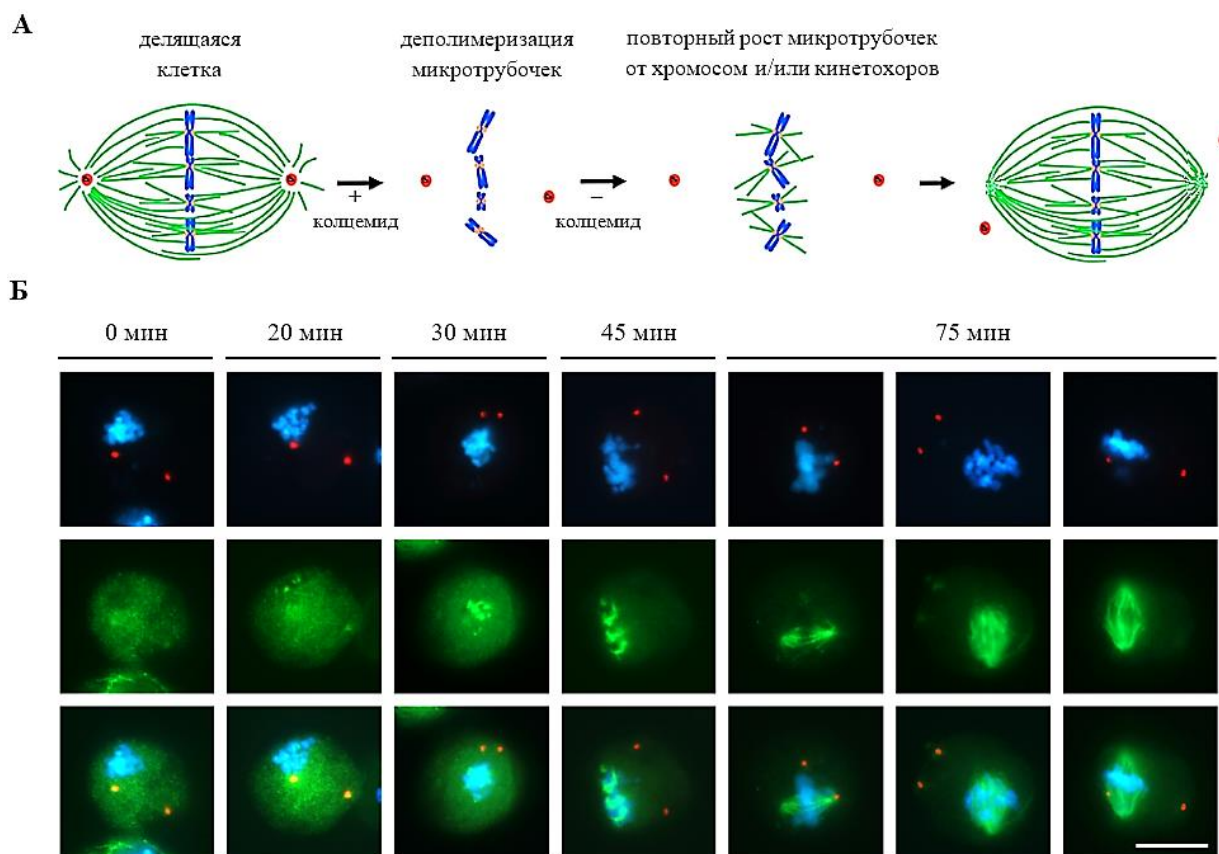 А
делящаяся
клетка
деполимеризация
микротрубочек
повторный рост микротрубочек
от хромосом и/или кинетохоров
+
колцемид
−
колцемид
Б
0 мин
20 мин
30 мин
45 мин
75 мин